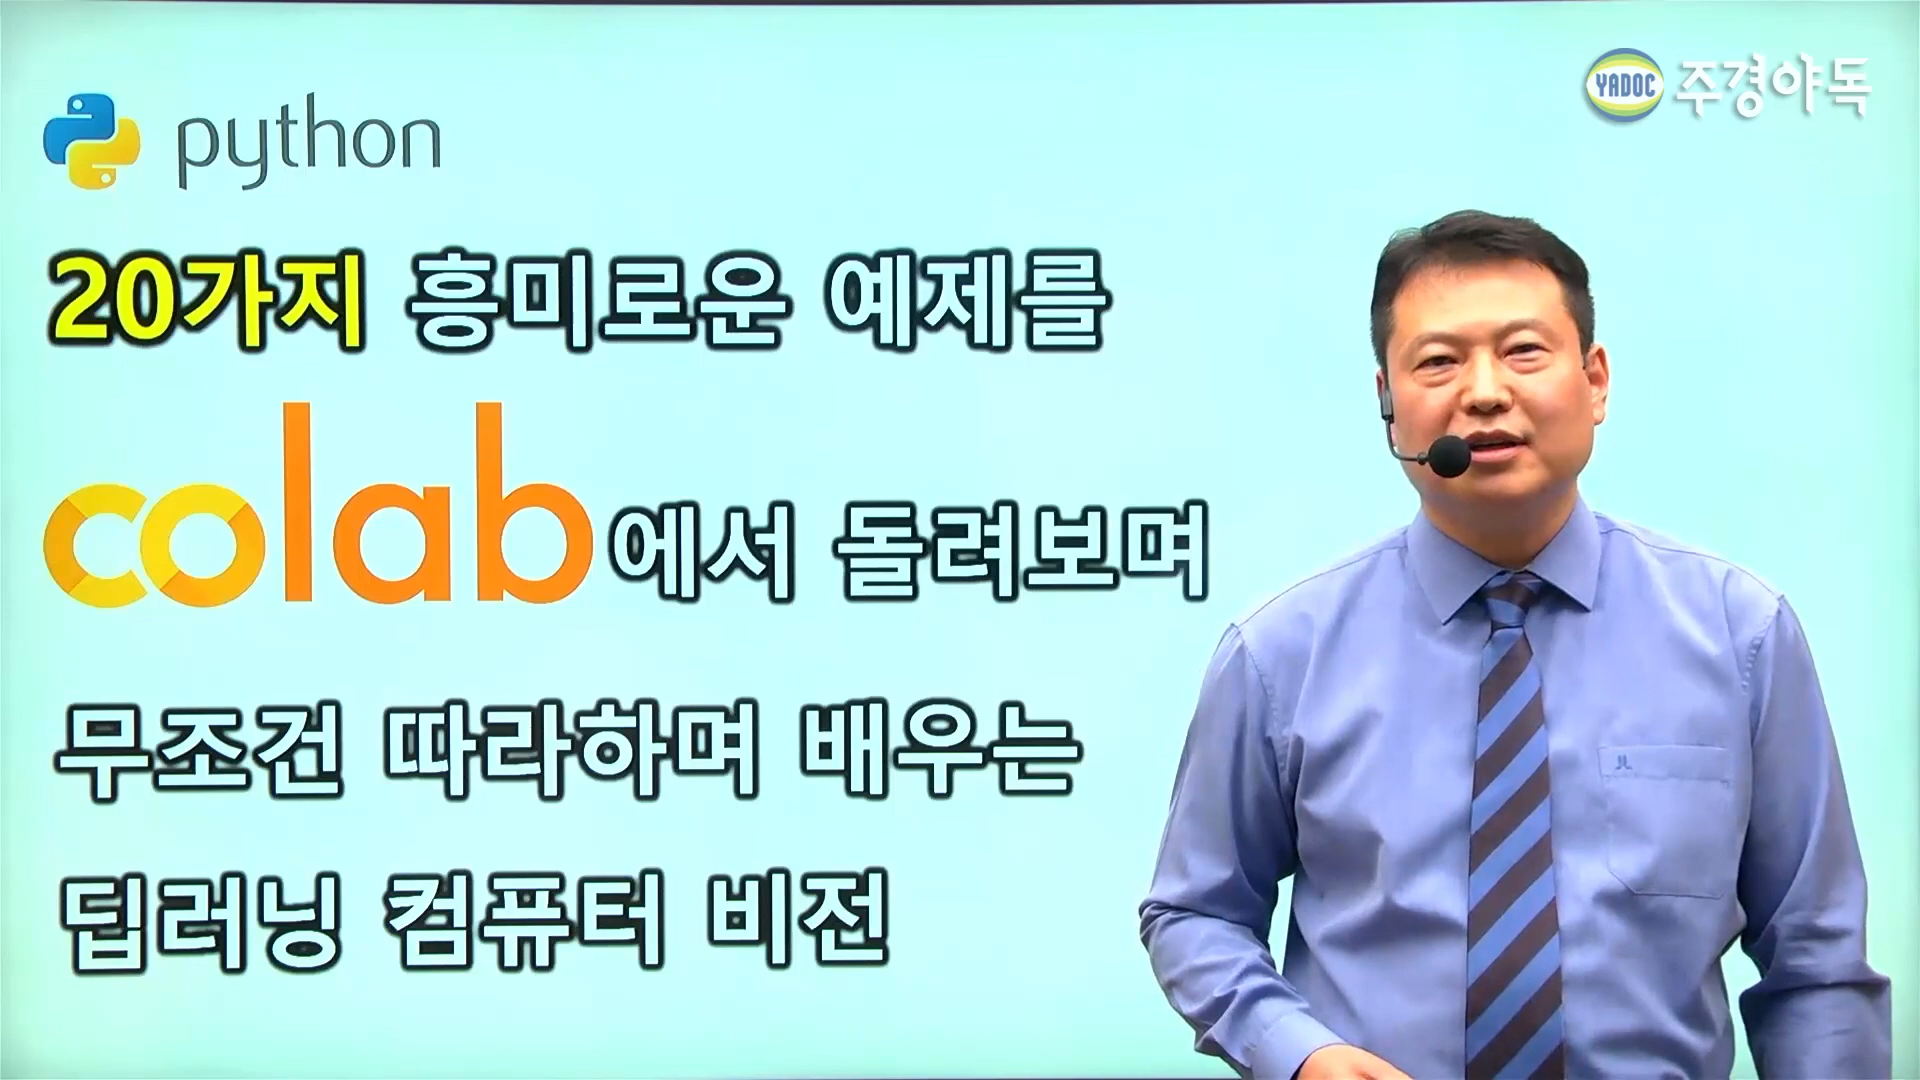 YADOC 주경야독
python
20가지 흥미로운 예제를
colab에서 돌려보며
무조건 따라하며 배우는
딥러닝 컴퓨터 비전